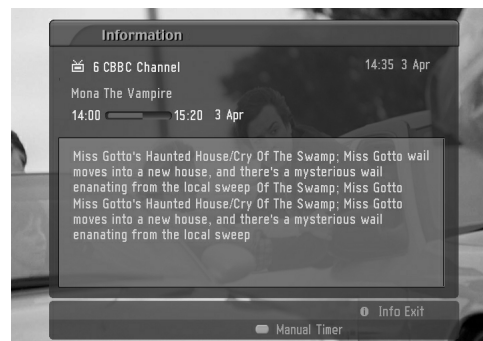 Information
6 CBBC Channel 14:35 3 Apr
Mona The Vampire
14:00 15:20 3 Apr
Miss Gotto's Haunted House/Cry Of The Swamp; Miss Gotto wail
moves into a new house, and there's a mysterious wail
enanating from the local sweep Of The Swamp; Miss Gotto
Miss Gotto's Haunted House/Cry Of The Swamp; Miss Gotto
moves into a new house, and there's a mysterious wail
enanating from the local sweep
i Info Exit
Manual Timer